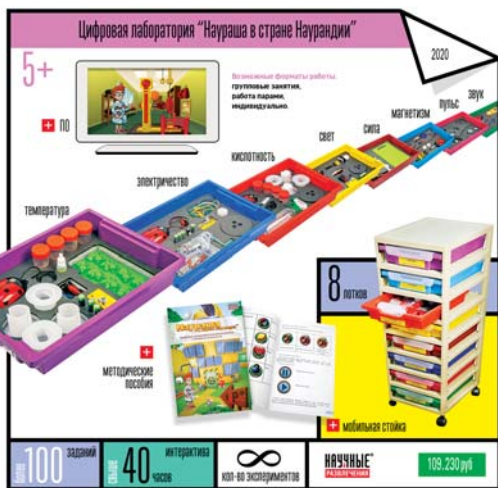 Цифровая лаборатория "Наураша в стране Наурандии"
2020
5+
+ ПО
Возможные форматы работы:
групповые занятия,
работа парами,
индивидуально.
звук
пульс
магнетизм
сила
свет
кислотность
электричество
температура
8
лотков
+
методические
пособия
+ мобильная стойка
более 100 заданий
свыше 40 часов интерактива
∞
кол-во экспериментов
НАУЧНЫЕ
РАЗВЛЕЧЕНИЯ
109.230 руб